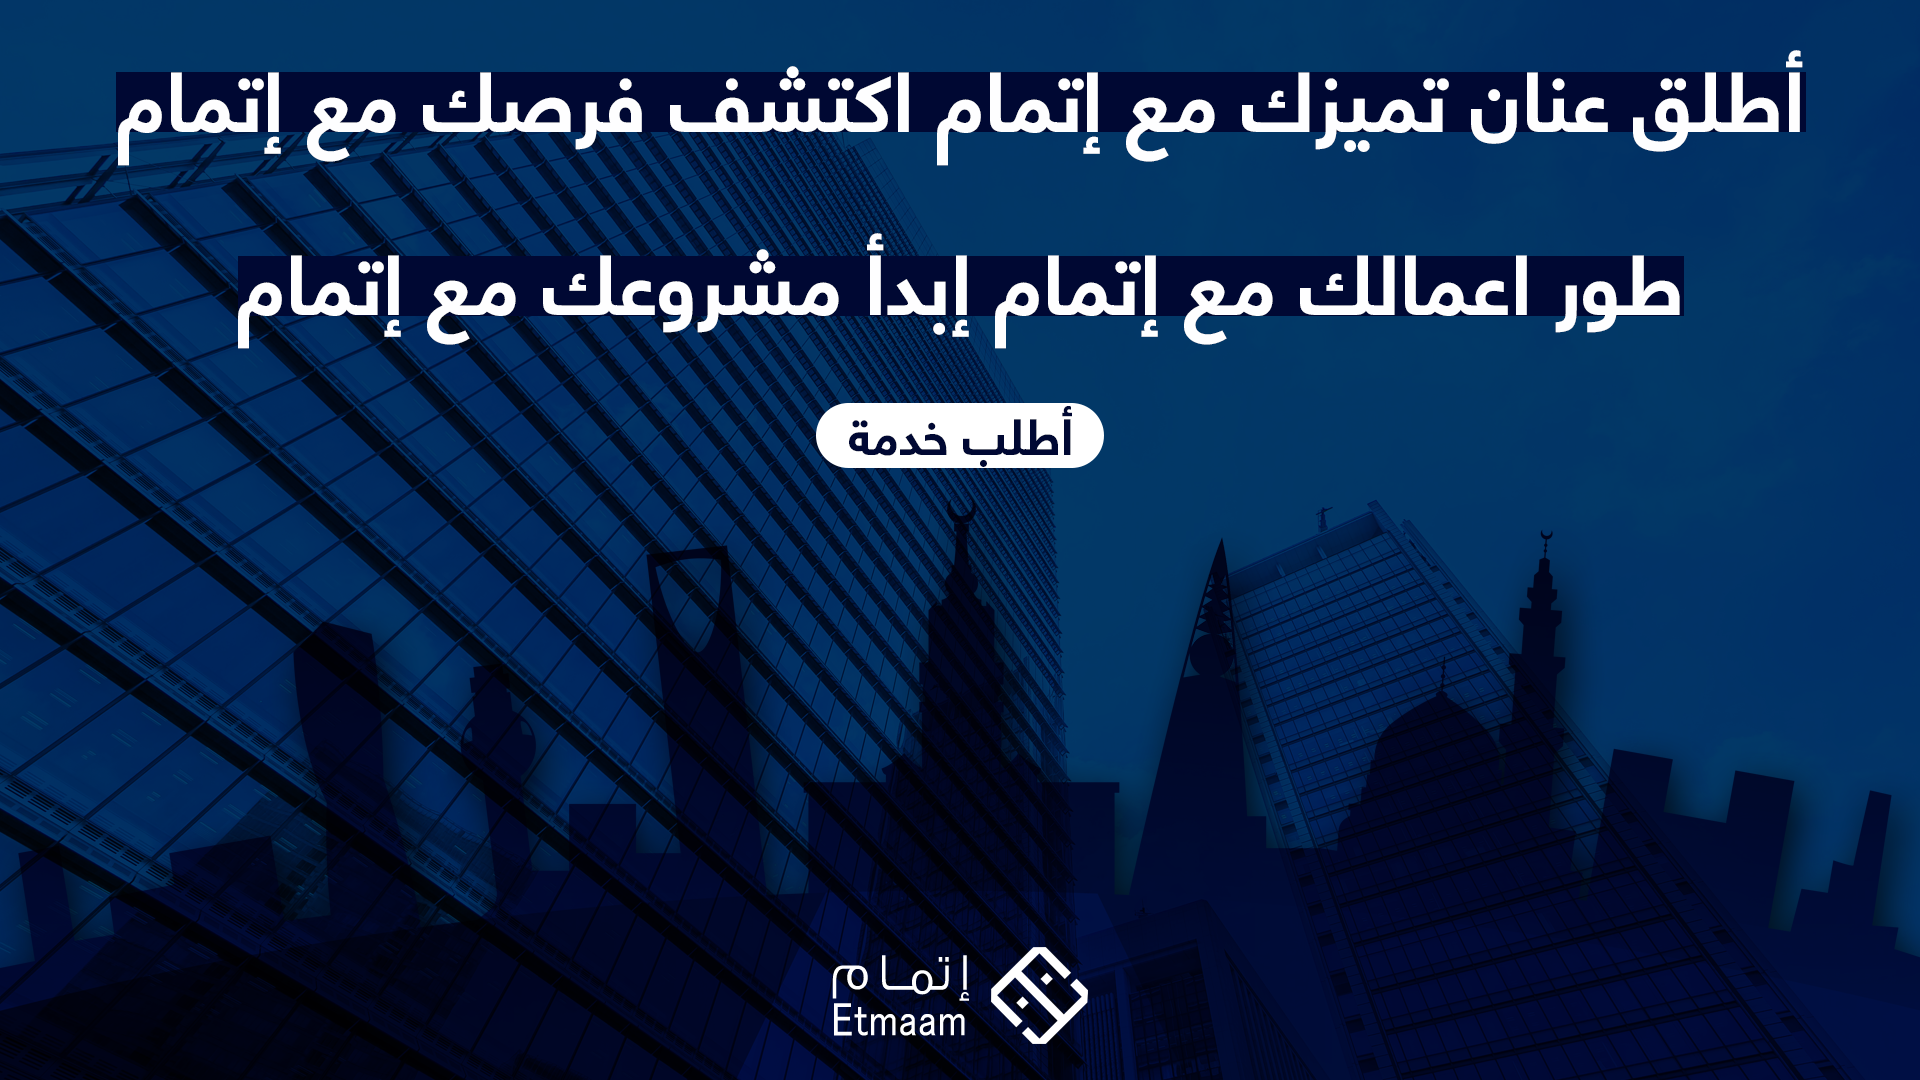 أطلق عنان تميزك مع إتمام اكتشف فرصك مع إتمام
طور اعمالك مع إتمام إبدأ مشروعك مع إتمام
أطلب خدمة
إتمام
Etmaam